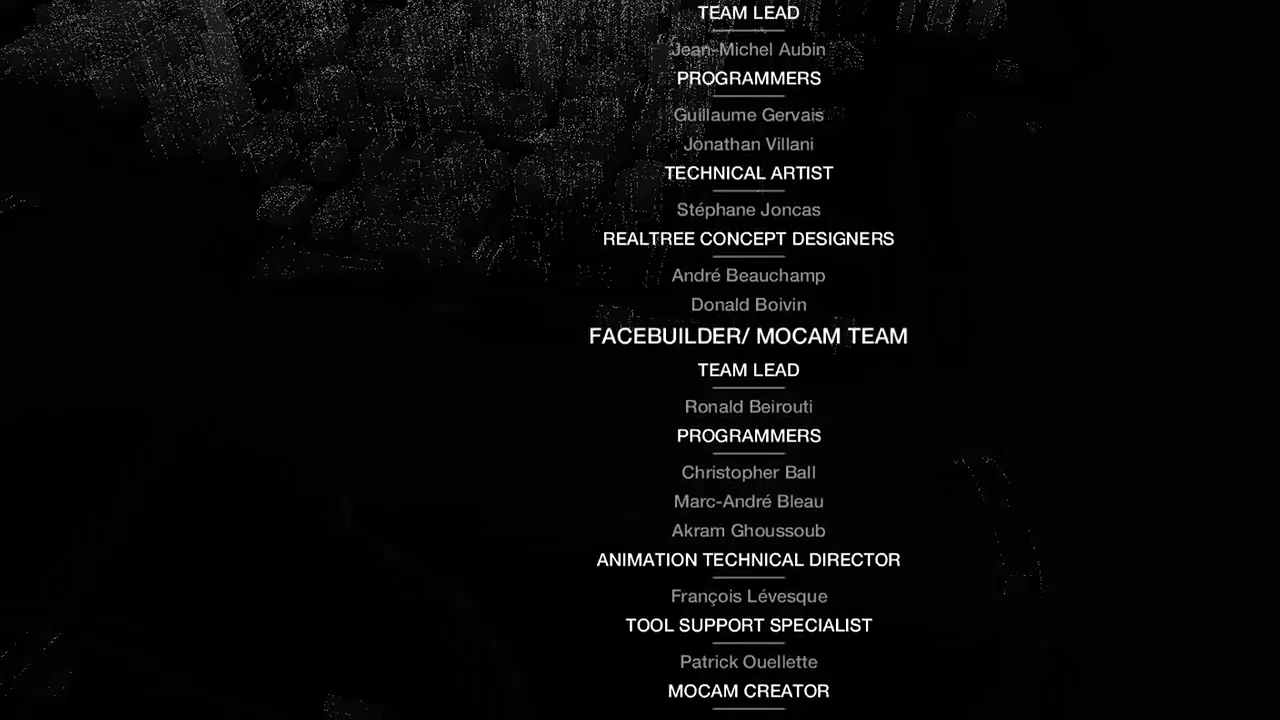 TEAM LEAD
Jean-Michel Aubin
PROGRAMMERS
Guillaume Gervais
Jonathan Villani
TECHNICAL ARTIST
Stéphane Joncas
REALTREE CONCEPT DESIGNERS
André Beauchamp
Donald Boivin
FACEBUILDER/ MOCAM TEAM
TEAM LEAD
Ronald Beirouti
PROGRAMMERS
Christopher Ball
Marc-André Bleau
Akram Ghoussoub
ANIMATION TECHNICAL DIRECTOR
François Lévesque
TOOL SUPPORT SPECIALIST
Patrick Ouellette
MOCAM CREATOR